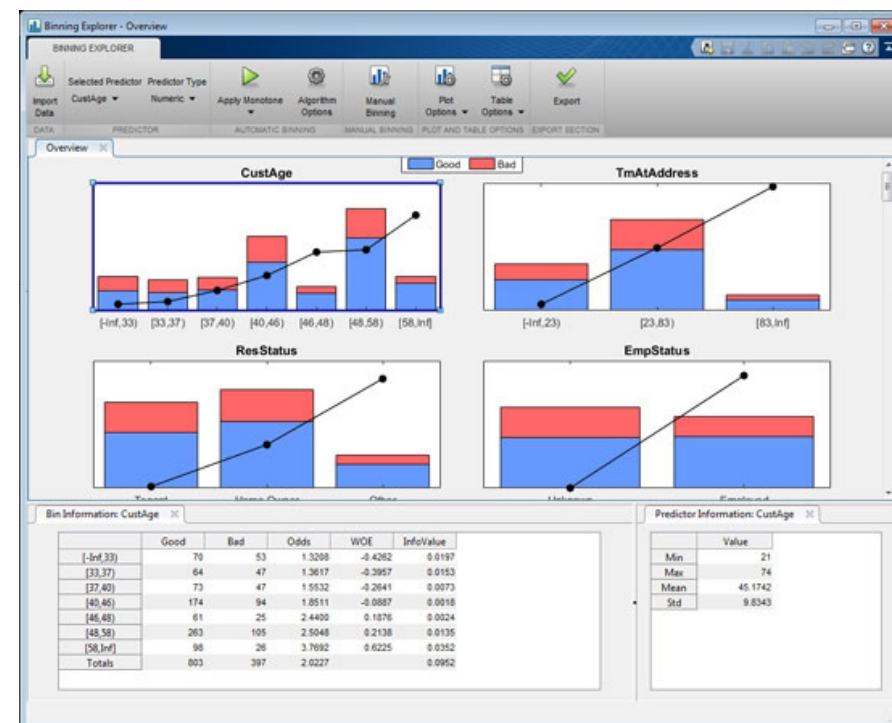 Binning Explorer - Overview
BINNING EXPLORER
Import Data
Selected Predictor Predictor Type
CustAge Numeric
Apply Monotone
Algorithm Options
Manual Binning
Plot Options
Table Options
Export
DATA PREDICTOR AUTOMATIC BINNING MANUAL BINNING PLOT AND TABLE OPTIONS EXPORT SECTION
Overview
Good Bad
CustAge
[-Inf,33) [33,37) [37,40) [40,46) [46,48) [48,58) [58,Inf]
TmAtAddress
[-Inf,23) [23,83) [83,Inf]
ResStatus
Tenant Home Owner Other
EmpStatus
Unknown Employed
Bin Information: CustAge
Good Bad Odds WOE InfoValue
[-Inf,33) 70 53 1.3208 -0.4262 0.0197
[33,37) 64 47 1.3617 -0.3957 0.0153
[37,40) 73 47 1.5532 -0.2641 0.0073
[40,46) 174 94 1.8511 -0.0887 0.0018
[46,48) 61 25 2.4400 0.1876 0.0024
[48,58) 263 105 2.5048 0.2138 0.0135
[58,Inf] 98 26 3.7692 0.6225 0.0352
Totals 803 397 2.0227 0.0952
Predictor Information: CustAge
Value
Min 21
Max 74
Mean 45.1742
Std 9.8343